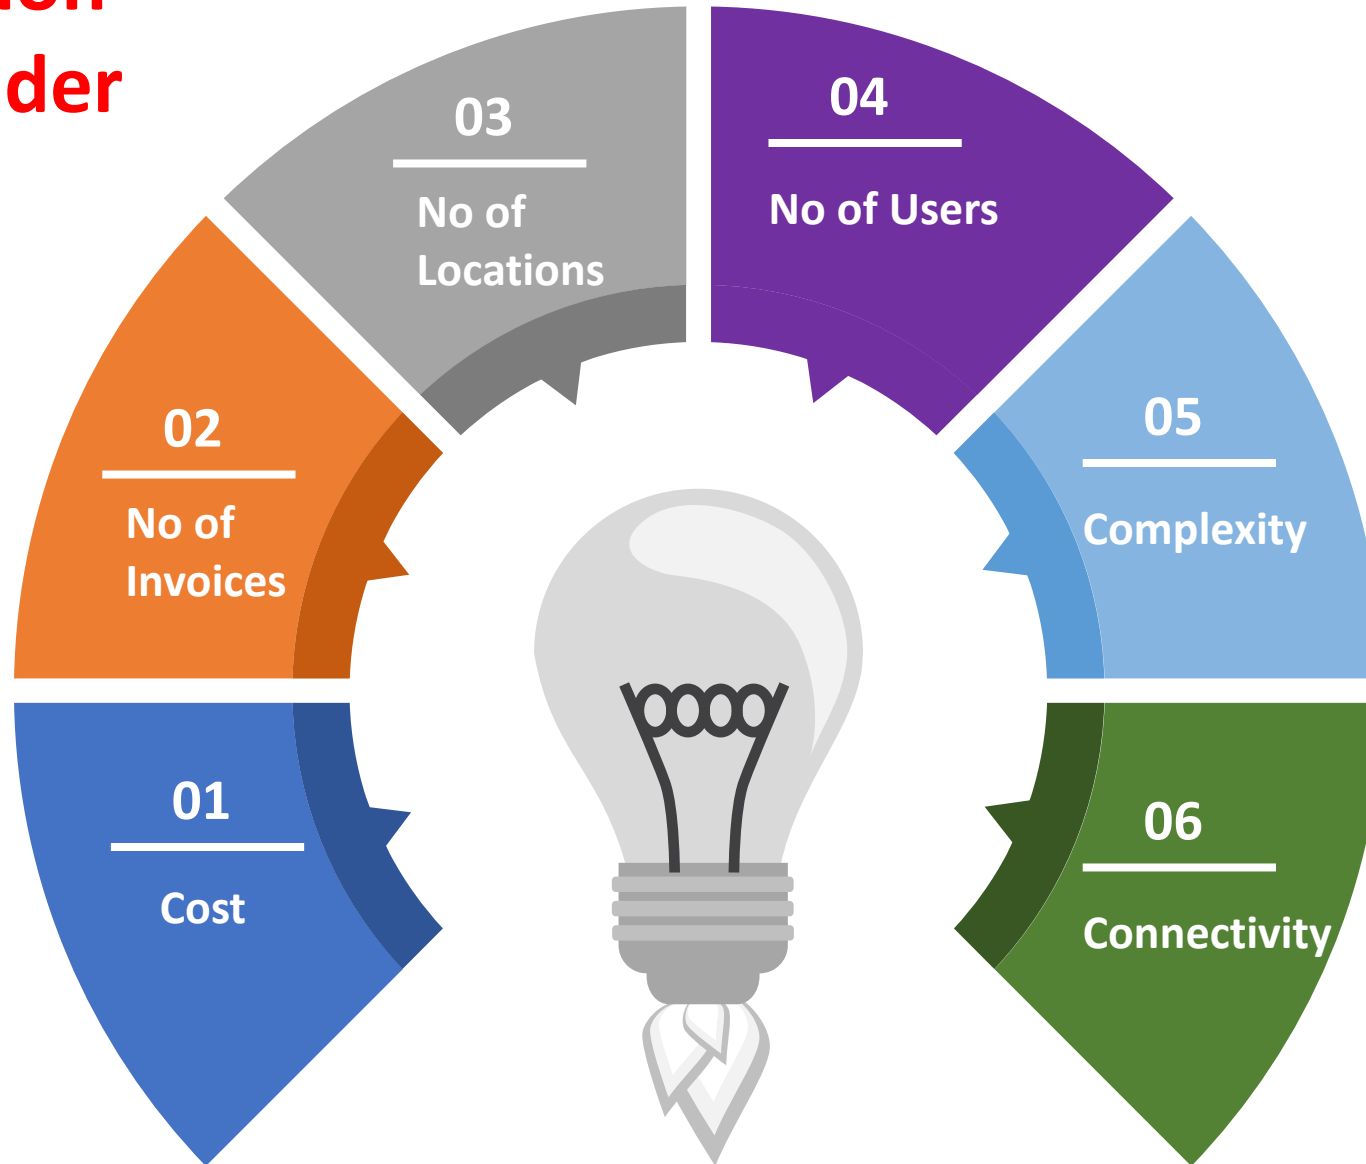 der
01
Cost
02
No of
Invoices
03
No of
Locations
04
No of Users
05
Complexity
06
Connectivity